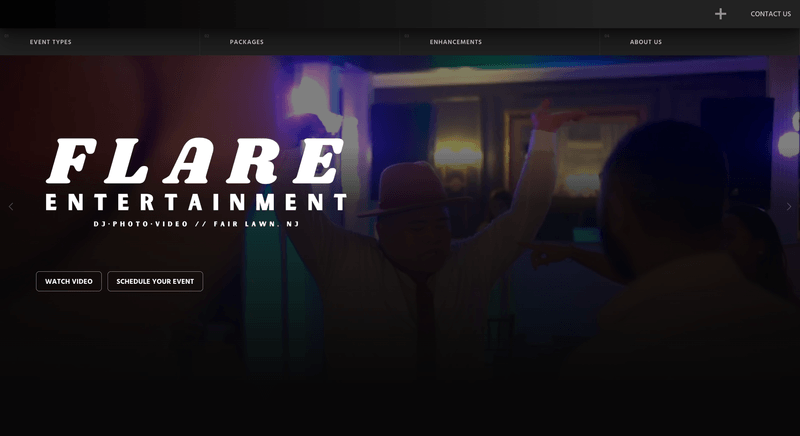 CONTACT US
EVENT TYPES
PACKAGES
ENHANCEMENTS
ABOUT US
FLARE
ENTERTAINMENT
DJ·PHOTO·VIDEO // FAIR LAWN, NJ
WATCH VIDEO
SCHEDULE YOUR EVENT